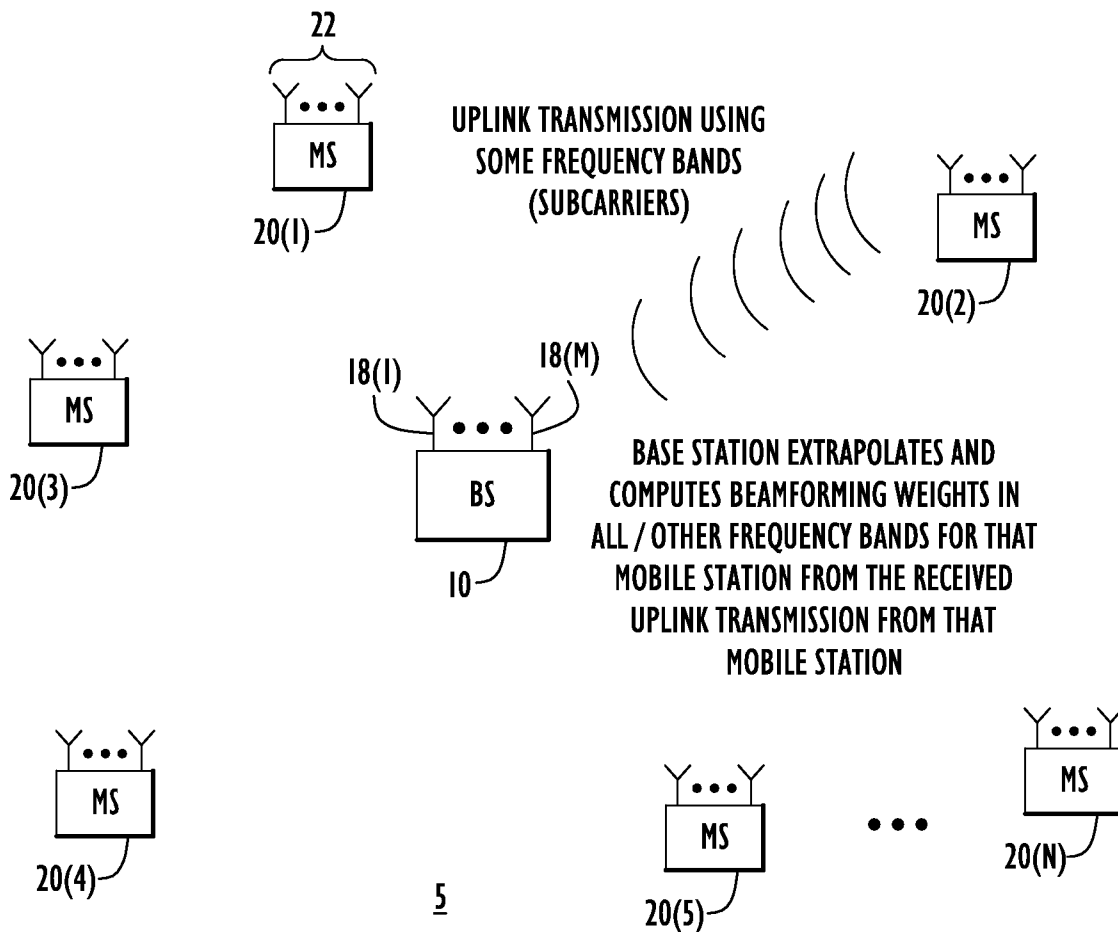 22
MS
20(1)
UPLINK TRANSMISSION USING
SOME FREQUENCY BANDS
(SUBCARRIERS)
MS
20(2)
MS
20(3)
18(1)
18(M)
BS
10
BASE STATION EXTRAPOLATES AND
COMPUTES BEAMFORMING WEIGHTS IN
ALL / OTHER FREQUENCY BANDS FOR THAT
MOBILE STATION FROM THE RECEIVED
UPLINK TRANSMISSION FROM THAT
MOBILE STATION
MS
20(4)
5
MS
20(5)
MS
20(N)